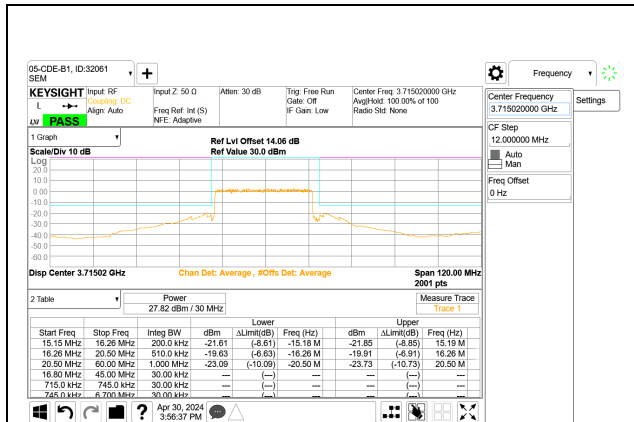 05-CDE-B1, ID:32061
SEM
Frequency
KEYSIGHT
Input: RF
Coupling: DC
Align: Auto
Input Z: 50 Ω
Freq Ref: Int (S)
NFE: Adaptive
Atten: 30 dB
Trig: Free Run
Gate: Off
IF Gain: Low
Center Freq: 3.715020000 GHz
Avg|Hold: 100.00% of 100
Radio Std: None
L
LXI PASS
Center Frequency
3.715020000 GHz
Settings
CF Step
12.000000 MHz
Auto
Man
Freq Offset
0 Hz
1 Graph
Scale/Div 10 dB
Ref Lvl Offset 14.06 dB
Ref Value 30.0 dBm
Log
20.0
10.0
0.00
-10.0
-20.0
-30.0
-40.0
-50.0
-60.0
Disp Center 3.71502 GHz
Chan Det: Average, #Offs Det: Average
Span 120.00 MHz
2001 pts
2 Table
Power
27.82 dBm / 30 MHz
Measure Trace
Trace 1
Lower Upper
Start Freq Stop Freq Integ BW dBm ΔLimit(dB) Freq (Hz) dBm ΔLimit(dB) Freq (Hz)
15.15 MHz 16.26 MHz 200.0 kHz -21.61 (-8.61) -15.18 M -21.85 (-8.85) 15.19 M
16.26 MHz 20.50 MHz 510.0 kHz -19.63 (-6.63) -16.26 M -19.91 (-6.91) 16.26 M
20.50 MHz 60.00 MHz 1.000 MHz -23.09 (-10.09) -20.50 M -23.73 (-10.73) 20.50 M
16.80 MHz 45.00 MHz 30.00 kHz --- (---) --- --- (---) ---
715.0 kHz 745.0 kHz 30.00 kHz --- (---) --- --- (---) ---
745.0 kHz 6.700 MHz 30.00 kHz --- (---) --- --- (---) ---
Apr 30, 2024
3:56:37 PM